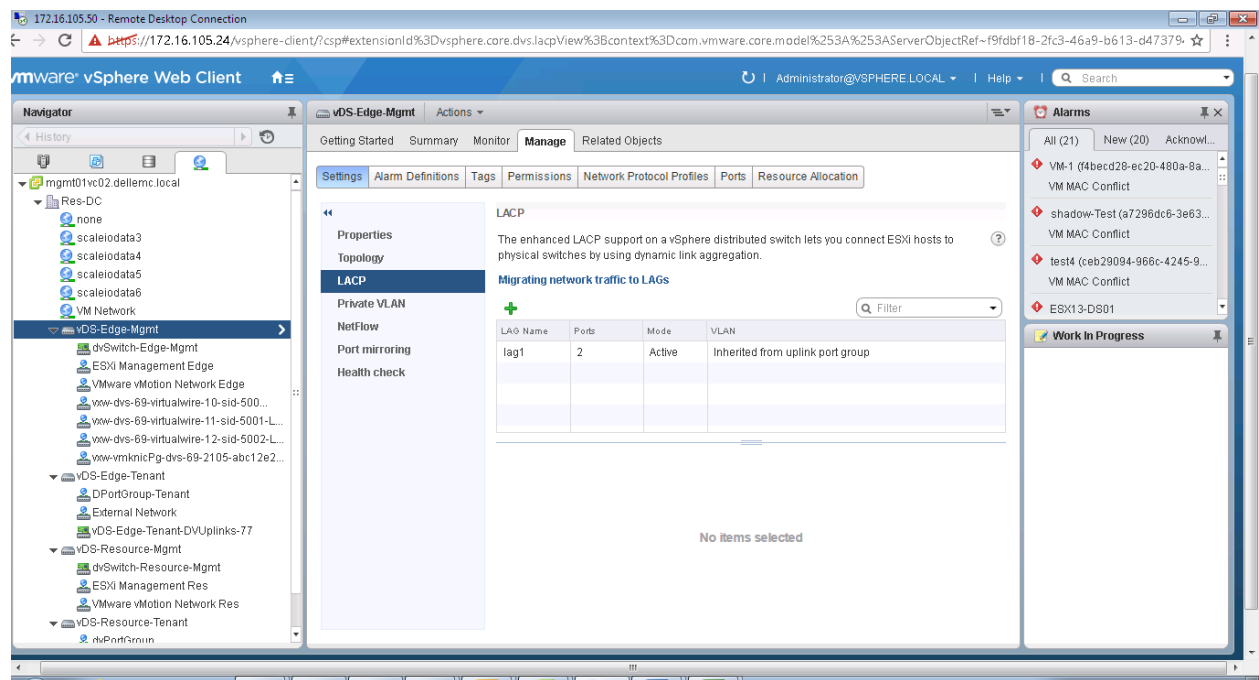 172.16.105.50 - Remote Desktop Connection
https://172.16.105.24/vsphere-client/?csp#extensionId%3Dvsphere.core.dvs.lacpView%3Bcontext%3Dcom.vmware.core.model%253A%253AServerObjectRef~f9fdbf18-2fc3-46a9-b613-d47379
vmware® vSphere Web Client
Administrator@VSPHERE.LOCAL
Help
Search
Navigator
History
mgmt01vc02.dellemc.local
Res-DC
none
scaleiodata3
scaleiodata4
scaleiodata5
scaleiodata6
VM Network
vDS-Edge-Mgmt
dvSwitch-Edge-Mgmt
ESXi Management Edge
VMware vMotion Network Edge
vxw-dvs-69-virtualwire-10-sid-500...
vxw-dvs-69-virtualwire-11-sid-5001-L...
vxw-dvs-69-virtualwire-12-sid-5002-L...
vxw-vmknicPg-dvs-69-2105-abc12e2...
vDS-Edge-Tenant
DPortGroup-Tenant
External Network
vDS-Edge-Tenant-DVUplinks-77
vDS-Resource-Mgmt
dvSwitch-Resource-Mgmt
ESXi Management Res
VMware vMotion Network Res
vDS-Resource-Tenant
dvPortGroup
vDS-Edge-Mgmt Actions
Getting Started Summary Monitor Manage Related Objects
Settings Alarm Definitions Tags Permissions Network Protocol Profiles Ports Resource Allocation
Properties
Topology
LACP
Private VLAN
NetFlow
Port mirroring
Health check
LACP
The enhanced LACP support on a vSphere distributed switch lets you connect ESXi hosts to
physical switches by using dynamic link aggregation.
Migrating network traffic to LAGs
Filter
LAG Name Ports Mode VLAN
lag1 2 Active Inherited from uplink port group
No items selected
Alarms
All (21) New (20) Acknowl...
VM-1 (f4becd28-ec20-480a-8a...
VM MAC Conflict
shadow-Test (a7296dc6-3e63...
VM MAC Conflict
test4 (ceb29094-966c-4245-9...
VM MAC Conflict
ESX13-DS01
Work In Progress